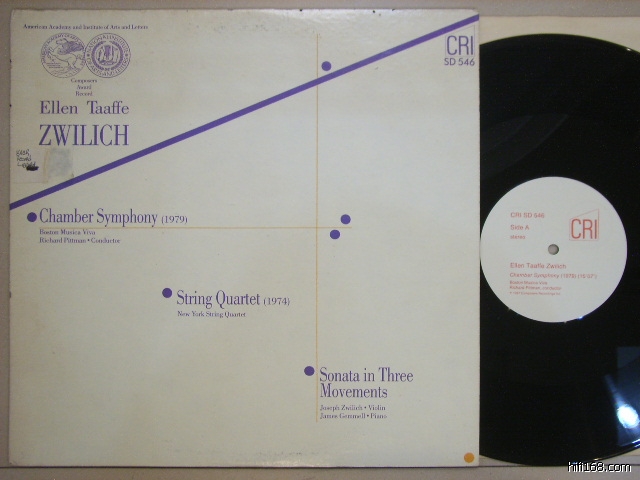 American Academy and Institute of Arts and Letters
Composers
Award
Record
Ellen Taaffe
ZWILICH
CRI
SD 546
Chamber Symphony (1979)
Boston Musica Viva
Richard Pittman • Conductor
String Quartet (1974)
New York String Quartet
Sonata in Three
Movements
Joseph Zwilich • Violin
James Gemmell • Piano
CRI SD 546
Side A
CRI
Ellen Taaffe Zwilich
Chamber Symphony (1979)
Boston Musica Viva
Richard Pittman, conductor
hifi168.com